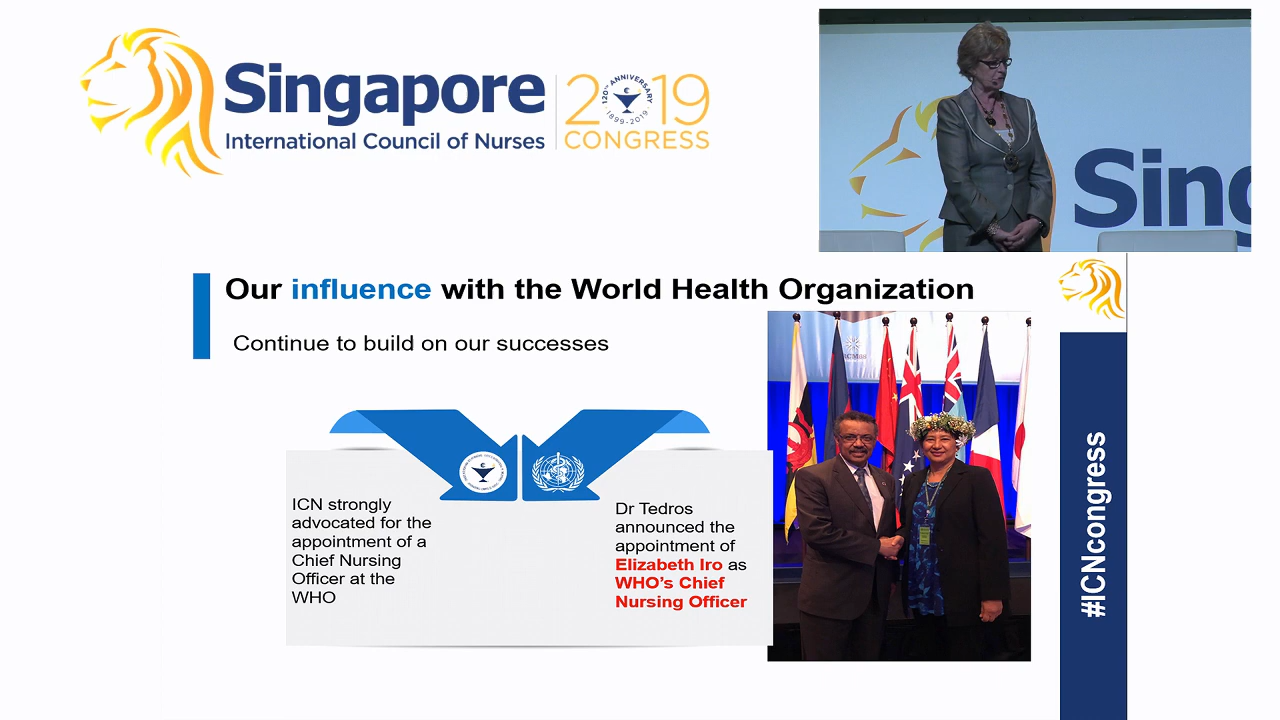 Singapore
International Council of Nurses
2019
120TH ANNIVERSARY
1899-2019
CONGRESS
Sing
Our influence with the World Health Organization
Continue to build on our successes
ICN strongly
advocated for the
appointment of a
Chief Nursing
Officer at the
WHO
Dr Tedros
announced the
appointment of
Elizabeth Iro as
WHO's Chief
Nursing Officer
#ICNcongress